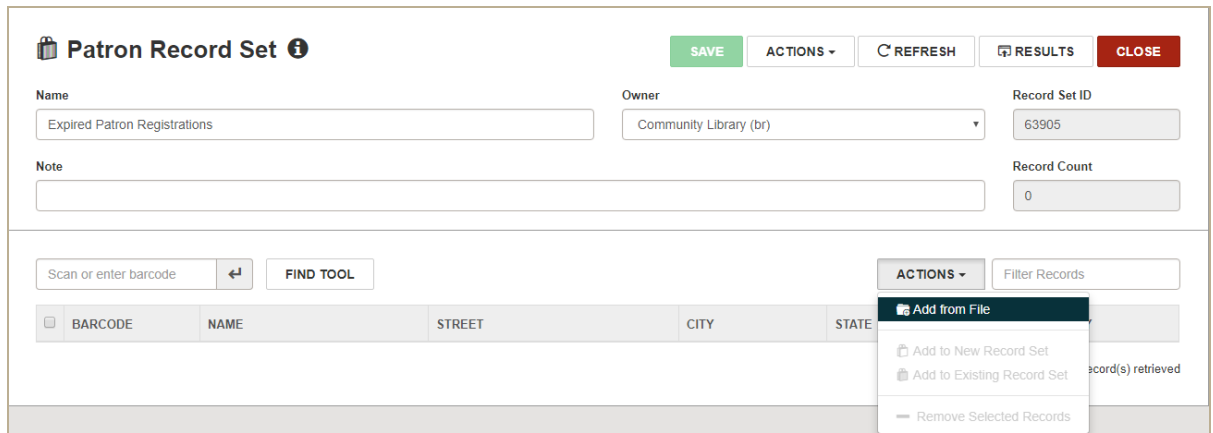 Patron Record Set
SAVE ACTIONS REFRESH RESULTS CLOSE
Name Owner Record Set ID
Expired Patron Registrations Community Library (br) 63905
Note Record Count
0
Scan or enter barcode FIND TOOL ACTIONS Filter Records
BARCODE NAME STREET CITY STATE
Add from File
Add to New Record Set
Add to Existing Record Set ecord(s) retrieved
Remove Selected Records